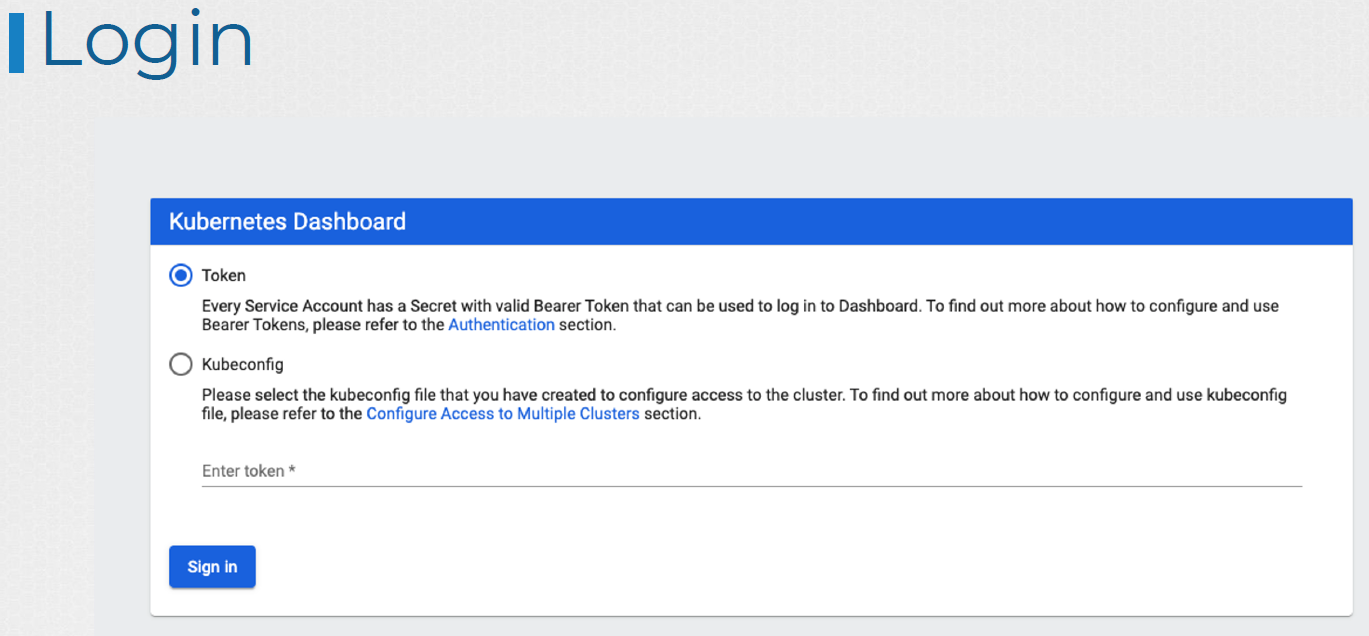 Login
Kubernetes Dashboard
Token
Every Service Account has a Secret with valid Bearer Token that can be used to log in to Dashboard. To find out more about how to configure and use
Bearer Tokens, please refer to the Authentication section.
Kubeconfig
Please select the kubeconfig file that you have created to configure access to the cluster. To find out more about how to configure and use kubeconfig
file, please refer to the Configure Access to Multiple Clusters section.
Enter token *
Sign in